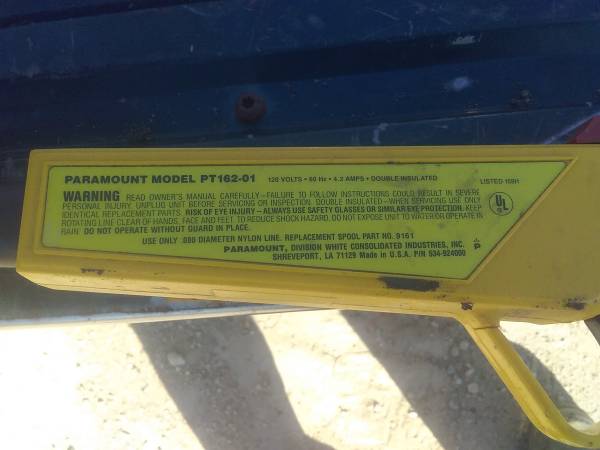 PARAMOUNT MODEL PT162-01 120 VOLTS • 60 Hz • 4.2 AMPS • DOUBLE INSULATED LISTED 109H
WARNING READ OWNER'S MANUAL CAREFULLY–FAILURE TO FOLLOW INSTRUCTIONS COULD RESULT IN SEVERE
PERSONAL INJURY. UNPLUG UNIT BEFORE SERVICING OR INSPECTION. DOUBLE INSULATED–WHEN SERVICING USE ONLY
IDENTICAL REPLACEMENT PARTS. RISK OF EYE INJURY – ALWAYS USE SAFETY GLASSES OR SIMILAR EYE PROTECTION. KEEP
ROTATING LINE CLEAR OF HANDS, FACE AND FEET. TO REDUCE SHOCK HAZARD, DO NOT EXPOSE UNIT TO WATER OR OPERATE IN
RAIN. DO NOT OPERATE WITHOUT GUARD IN PLACE.
UL
USE ONLY .080 DIAMETER NYLON LINE. REPLACEMENT SPOOL PART NO. 9151
PARAMOUNT, DIVISION WHITE CONSOLIDATED INDUSTRIES, INC.
SHREVEPORT, LA 71129 Made in U.S.A. P/N 534-924000